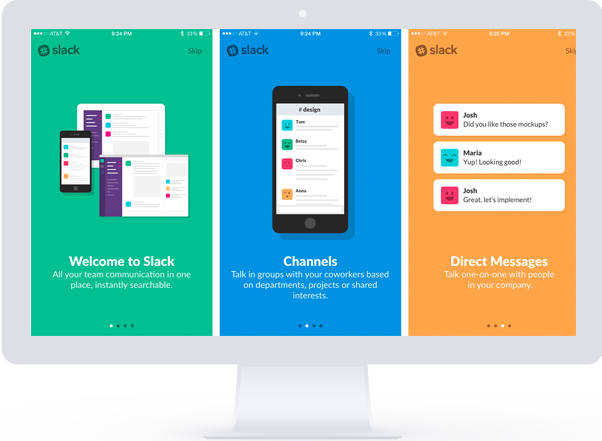 AT&T 9:24 PM 33%
slack Skip
Welcome to Slack
All your team communication in one
place, instantly searchable.
AT&T 9:24 PM 33%
slack Skip
# design
Tom
Betsy
Chris
Anna
Channels
Talk in groups with your coworkers based
on departments, projects or shared
interests.
AT&T 9:25 PM 33%
slack Ski
Josh
Did you like those mockups?
Maria
Yup! Looking good!
Josh
Great, let's implement!
Direct Messages
Talk one-on-one with people
in your company.